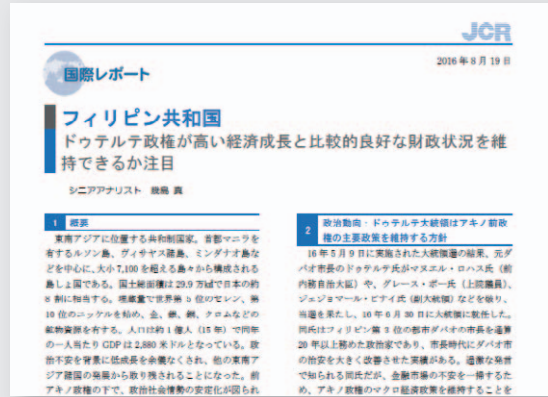 JCR
2016年8月19日
国際レポート
フィリピン共和国
ドゥテルテ政権が高い経済成長と比較的良好な財政状況を維
持できるか注目
シニアアナリスト 幾島 真
1 概要
東南アジアに位置する共和制国家。首都マニラを
有するルソン島、ヴィサヤス諸島、ミンダナオ島な
どを中心に、大小7,100を超える島々から構成される
島しょ国である。国土総面積は29.9万㎢で日本の約
8割に相当する。埋蔵量で世界第5位のセレン、第
10位のニッケルを始め、金、銀、銅、クロムなどの
鉱物資源を有する。人口は約1億人(15年)で同年
の一人当たりGDPは2,880米ドルとなっている。政
治不安を背景に低成長を余儀なくされ、他の東南ア
ジア諸国の発展から取り残されることになった。前
アキノ政権の下で、政治社会情勢の安定化が図られ
2 政治動向:ドゥテルテ大統領はアキノ前政
権の主要政策を維持する方針
16年5月9日に実施された大統領選の結果、元ダ
バオ市長のドゥテルテ氏がマヌエル・ロハス氏(前
内務自治大臣)や、グレース・ポー氏(上院議員)、
ジェジョマール・ビナイ氏(副大統領)などを破り、
当選を果たし、16年6月30日に大統領に就任した。
同氏はフィリピン第3位の都市ダバオの市長を通算
20年以上務めた政治家であり、市長時代にダバオ市
の治安を大きく改善させた実績がある。過激な発言
で知られる同氏だが、金融市場の不安を一掃するた
め、アキノ政権のマクロ経済政策を維持することを